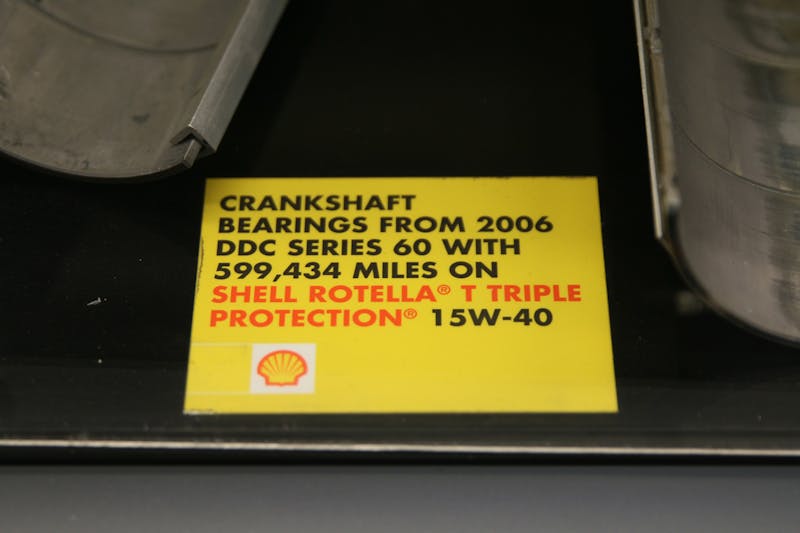 CRANKSHAFT
BEARINGS FROM 2006
DDC SERIES 60 WITH
599,434 MILES ON
SHELL ROTELLA® T TRIPLE
PROTECTION® 15W-40